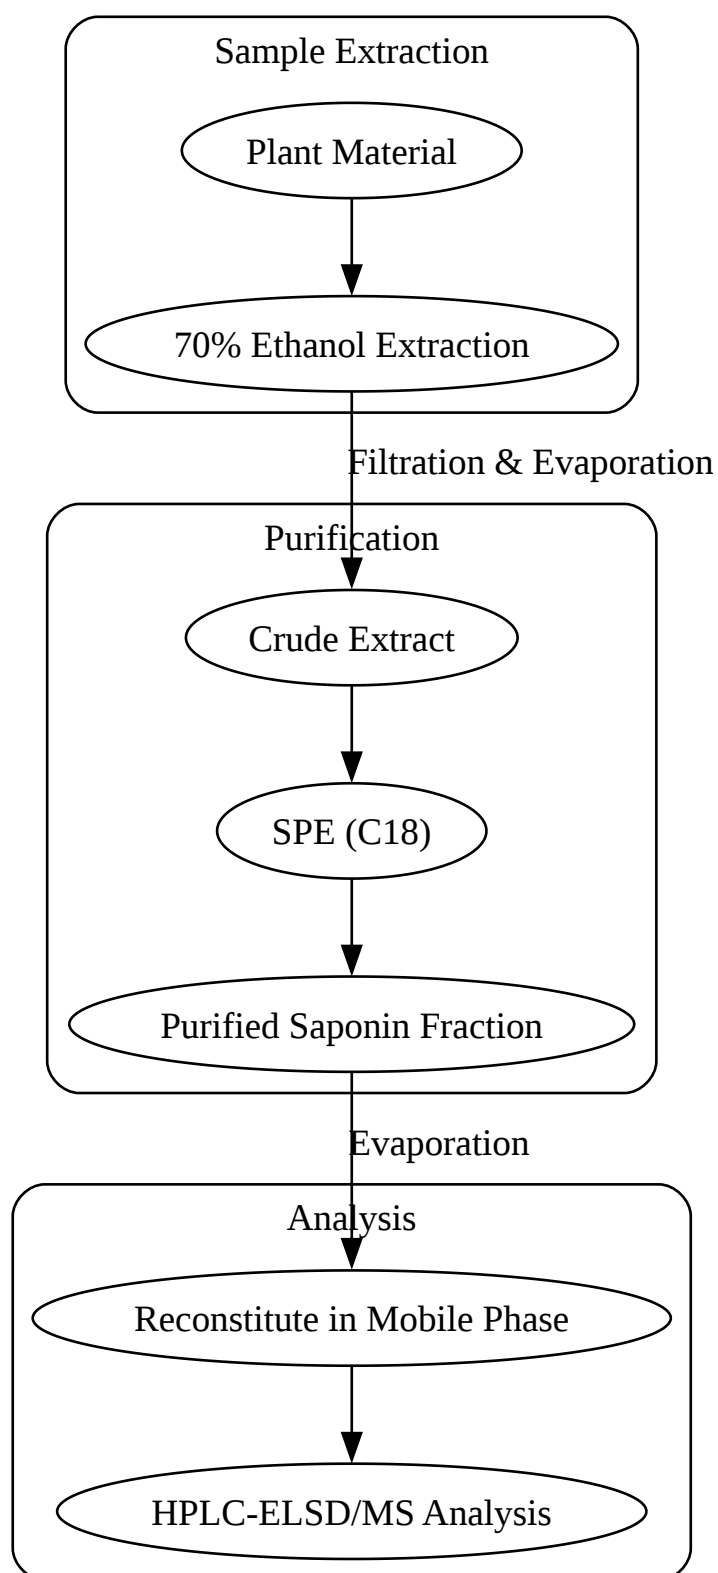 Sample Extraction
Plant Material
70% Ethanol Extraction
Filtration & Evaporation
Purification
Crude Extract
SPE (C18)
Purified Saponin Fraction
Evaporation
Analysis
Reconstitute in Mobile Phase
HPLC-ELSD/MS Analysis